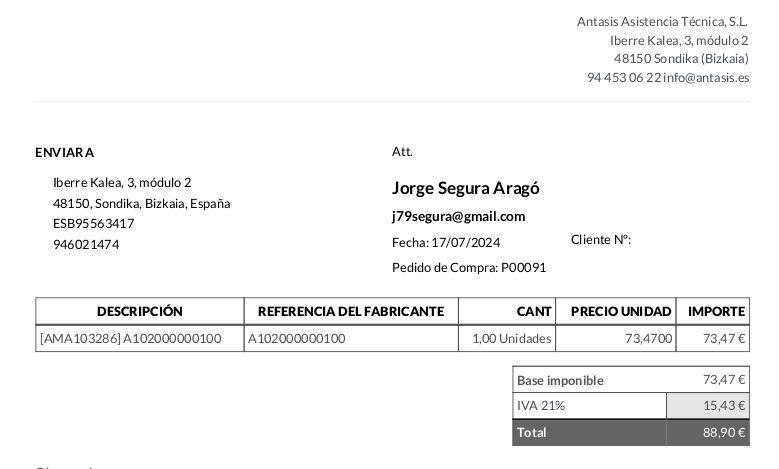 Antasis Asistencia Técnica, S.L.
Iberre Kalea, 3, módulo 2
48150 Sondika (Bizkaia)
94 453 06 22 info@antasis.es
ENVIAR A
Iberre Kalea, 3, módulo 2
48150, Sondika, Bizkaia, España
ESB95563417
946021474
Att.
Jorge Segura Aragó
j79segura@gmail.com
Fecha: 17/07/2024
Cliente Nº:
Pedido de Compra: P00091
DESCRIPCIÓN REFERENCIA DEL FABRICANTE CANT PRECIO UNIDAD IMPORTE
[AMA103286] A102000000100 A102000000100 1,00 Unidades 73,4700 73,47 €
Base imponible 73,47 €
IVA 21% 15,43 €
Total 88,90 €